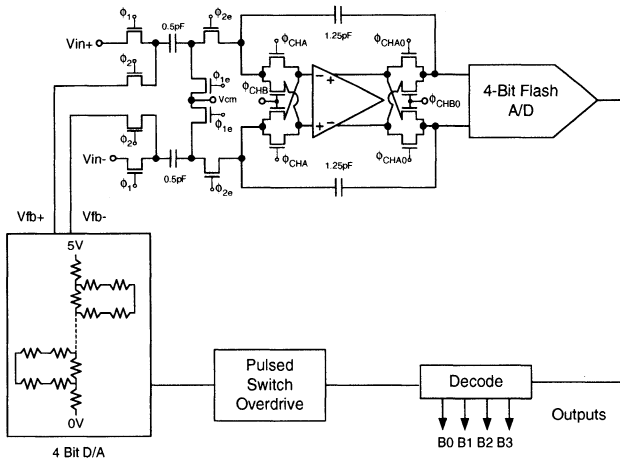 ϕ1
0.5pF
ϕ2e
1.25pF
Vin+
ϕCHA
ϕCHA0
ϕ2
ϕ1e
ϕCHB
Vcm
ϕCHB0
4-Bit Flash
A/D
ϕ1e
ϕ2
Vin-
ϕCHA
ϕCHA0
ϕ1
0.5pF
ϕ2e
1.25pF
Vfb+
Vfb-
5V
0V
4 Bit D/A
Pulsed
Switch
Overdrive
Decode
Outputs
B0 B1 B2 B3